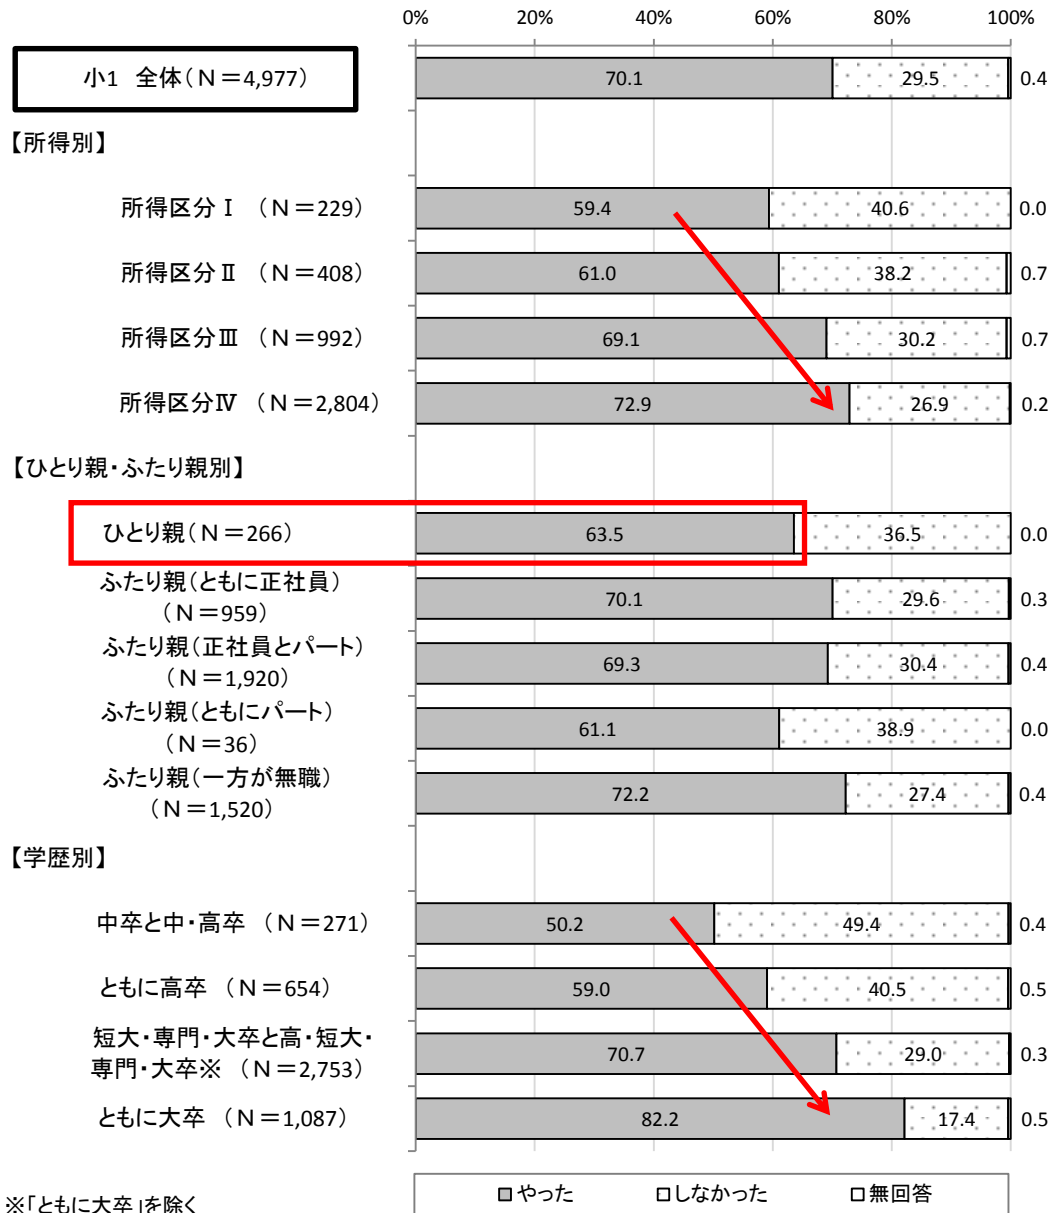 0% 20% 40% 60% 80% 100%
小1 全体(N=4,977) 70.1 29.5 0.4
【所得別】
所得区分Ⅰ (N=229) 59.4 40.6 0.0
所得区分Ⅱ (N=408) 61.0 38.2 0.7
所得区分Ⅲ (N=992) 69.1 30.2 0.7
所得区分Ⅳ (N=2,804) 72.9 26.9 0.2
【ひとり親・ふたり親別】
ひとり親(N=266) 63.5 36.5 0.0
ふたり親(ともに正社員)
(N=959) 70.1 29.6 0.3
ふたり親(正社員とパート)
(N=1,920) 69.3 30.4 0.4
ふたり親(ともにパート)
(N=36) 61.1 38.9 0.0
ふたり親(一方が無職)
(N=1,520) 72.2 27.4 0.4
【学歴別】
中卒と中・高卒 (N=271) 50.2 49.4 0.4
ともに高卒 (N=654) 59.0 40.5 0.5
短大・専門・大卒と高・短大・
専門・大卒※ (N=2,753) 70.7 29.0 0.3
ともに大卒 (N=1,087) 82.2 17.4 0.5
やった しなかった 無回答
※「ともに大卒」を除く